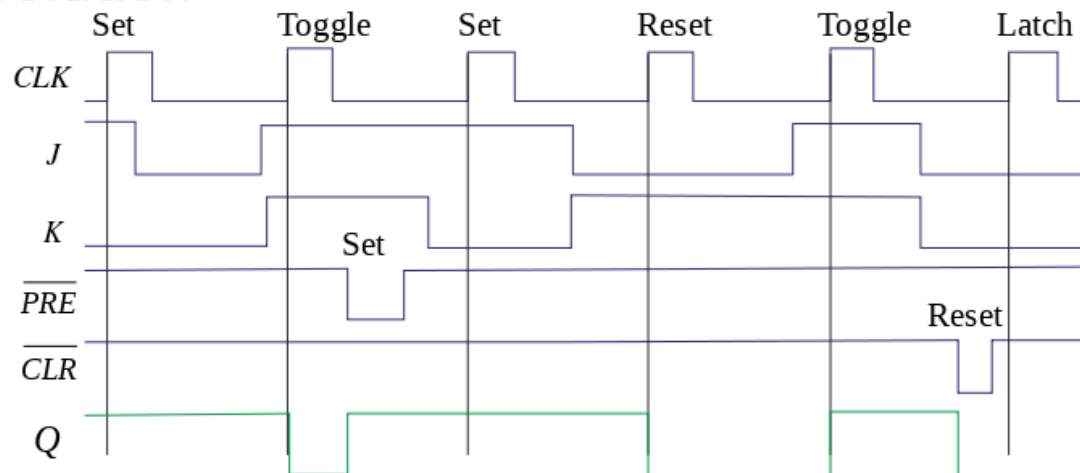 Set Toggle Set Reset Toggle Latch
CLK
J
K
Set
PRE
Reset
CLR
Q